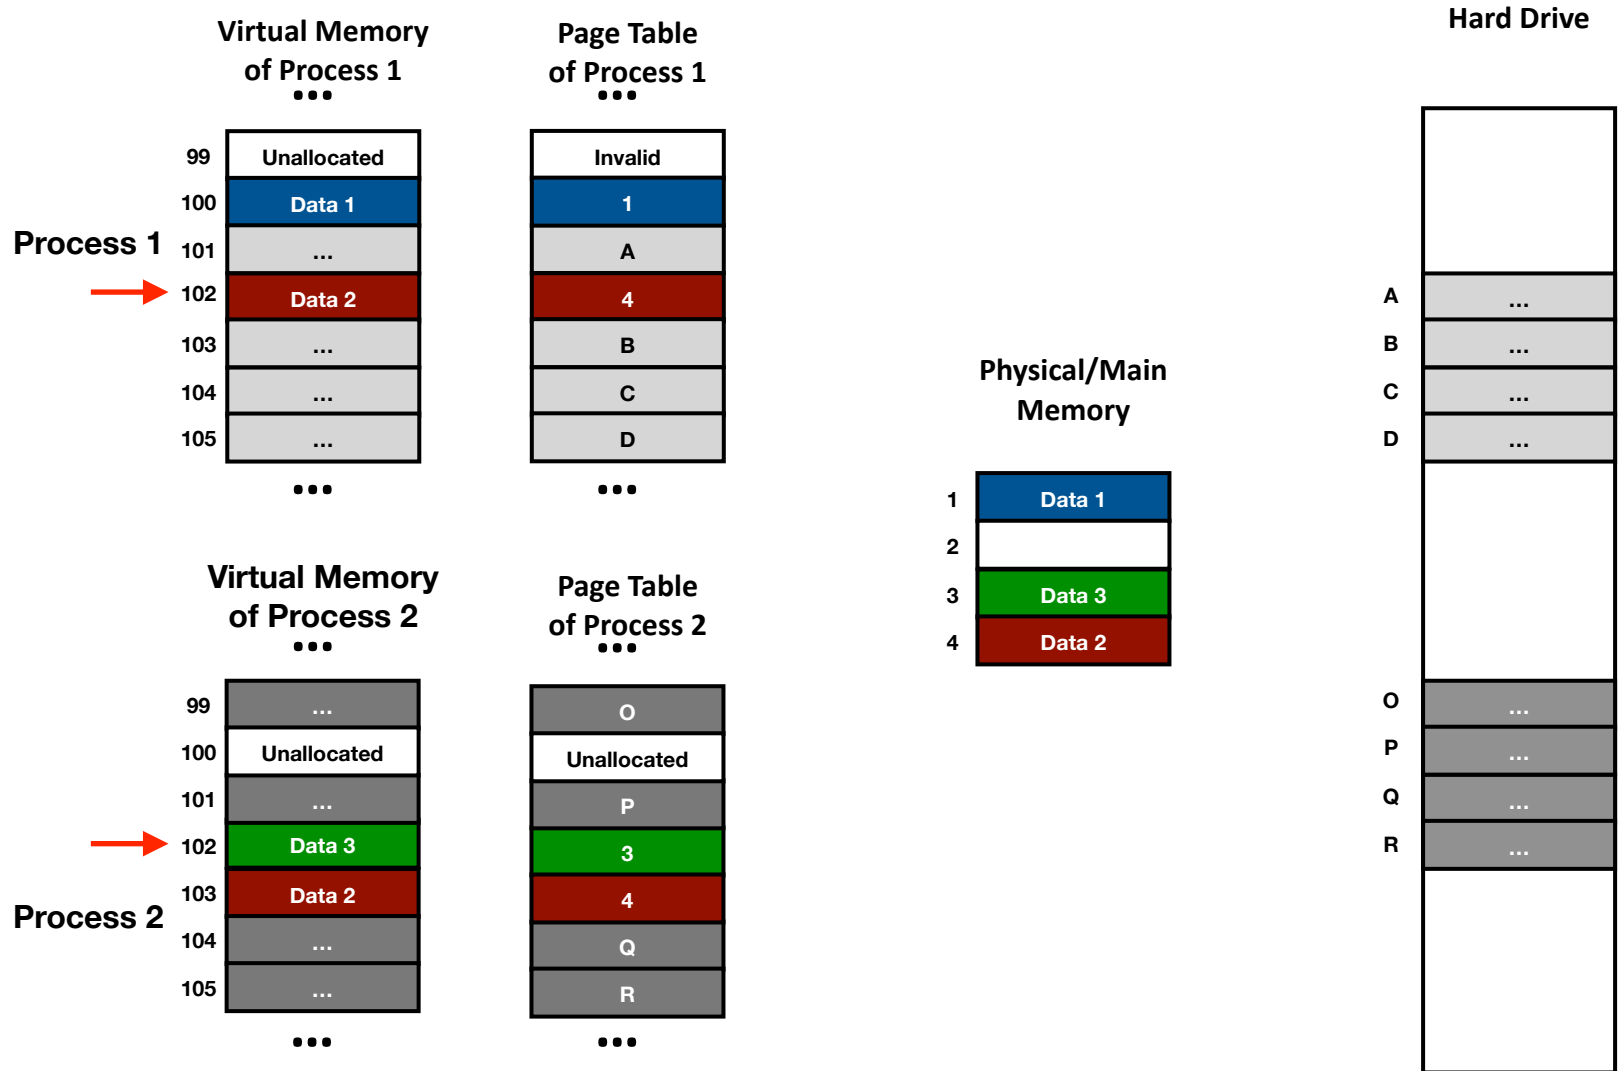 Virtual Memory
of Process 1
...
Page Table
of Process 1
...
Hard Drive
Process 1
99 Unallocated Invalid
100 Data 1 1
101 ... A
102 Data 2 4
103 ... B
104 ... C
105 ... D
... ...
A ...
B ...
C ...
D ...
Physical/Main
Memory
1 Data 1
2
3 Data 3
4 Data 2
Virtual Memory
of Process 2
...
Page Table
of Process 2
...
99 ... O
100 Unallocated Unallocated
101 ... P
102 Data 3 3
103 Data 2 4
Process 2
104 ... Q
105 ... R
... ...
O ...
P ...
Q ...
R ...